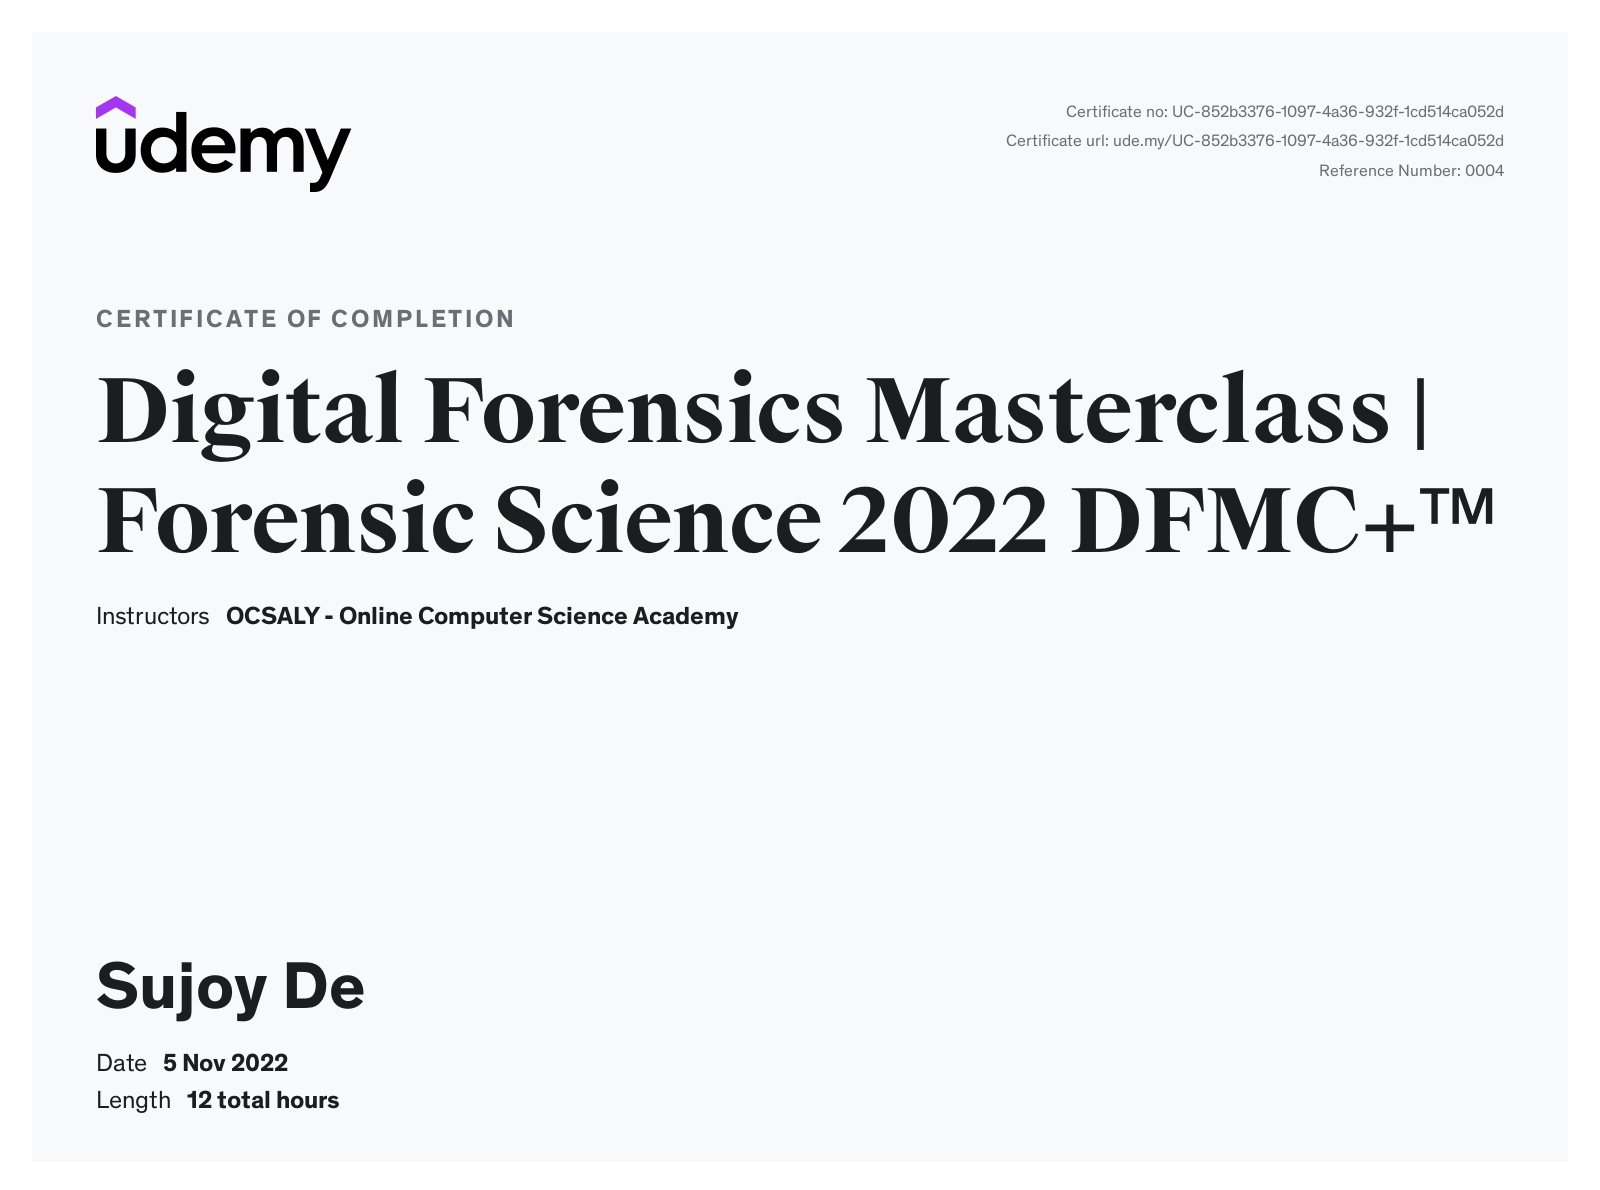 udemy
Certificate no: UC-852b3376-1097-4a36-932f-1cd514ca052d
Certificate url: ude.my/UC-852b3376-1097-4a36-932f-1cd514ca052d
Reference Number: 0004
CERTIFICATE OF COMPLETION
Digital Forensics Masterclass |
Forensic Science 2022 DFMC+™
Instructors OCSALY - Online Computer Science Academy
Sujoy De
Date 5 Nov 2022
Length 12 total hours